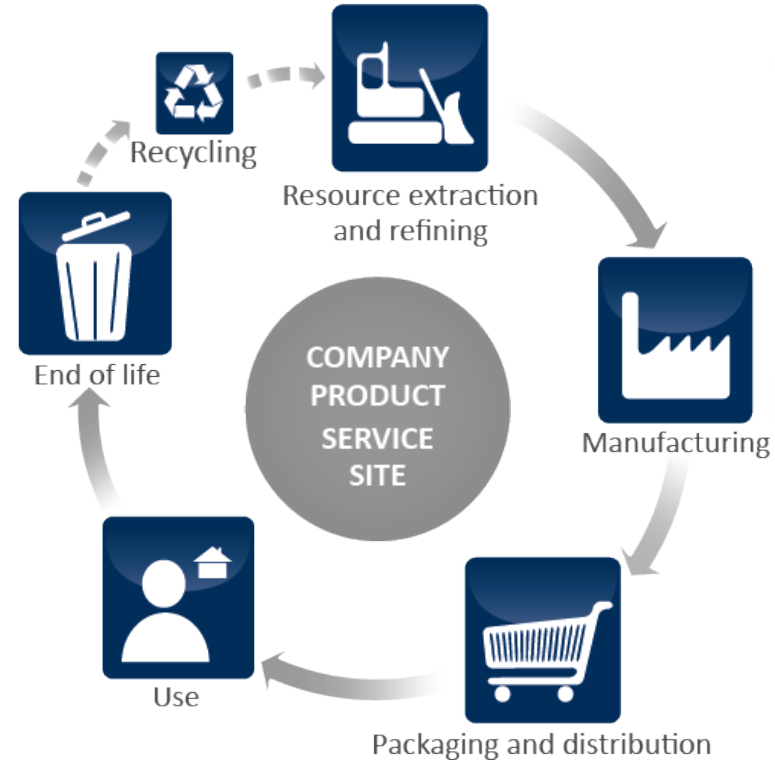 Recycling
Resource extraction
and refining
Manufacturing
Packaging and distribution
Use
End of life
COMPANY
PRODUCT
SERVICE
SITE